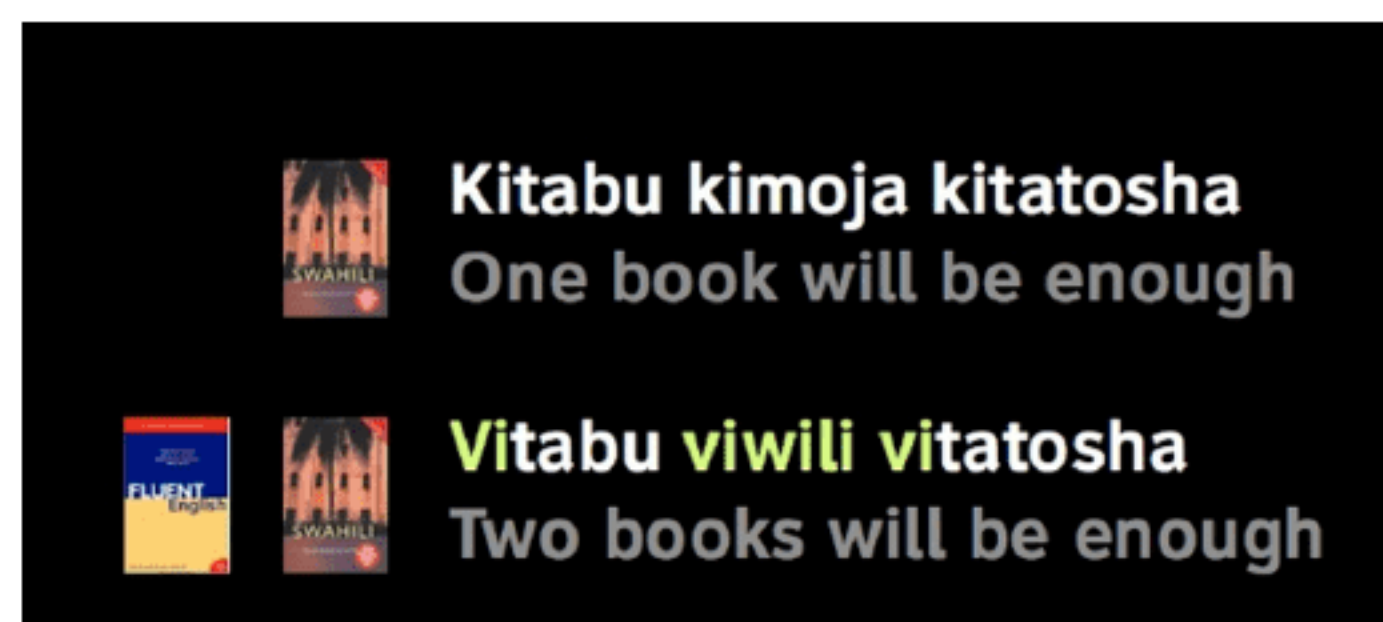 Kitabu kimoja kitatosha
SWAHILI
One book will be enough
Vitabu viwili vitatosha
FLUENT
English
SWAHILI
Two books will be enough